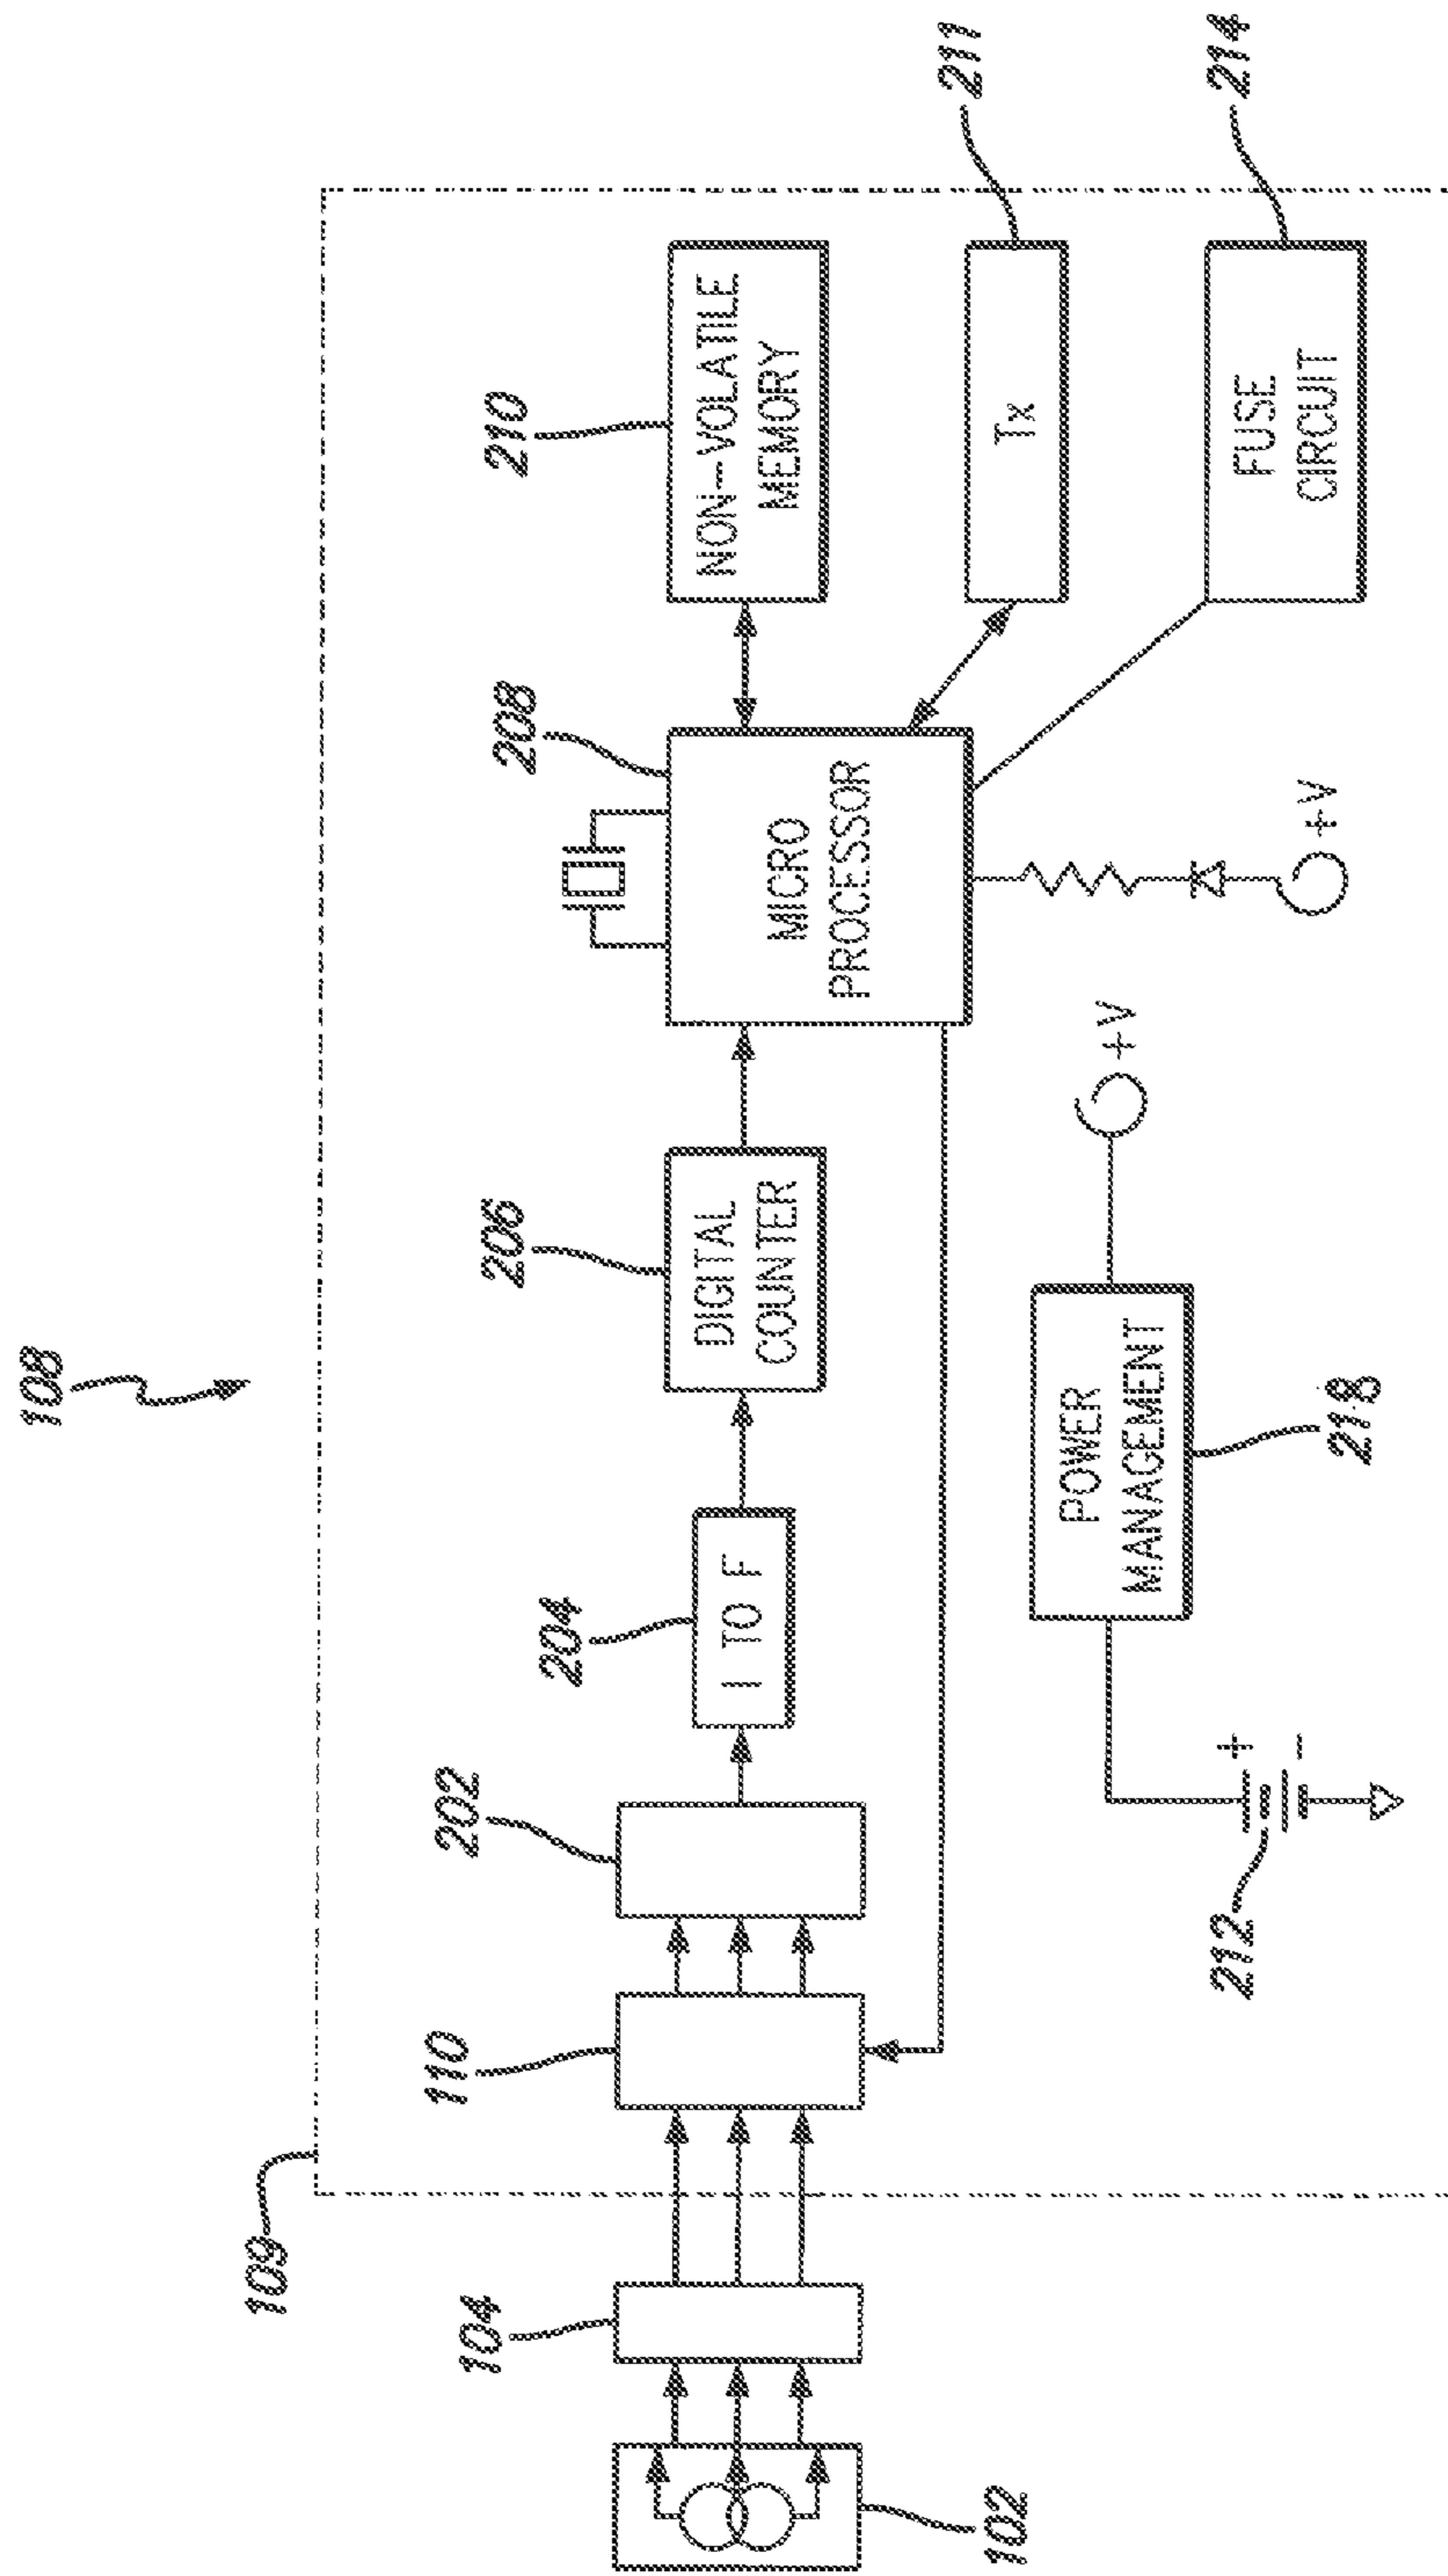 108
109
102
104
110
202
204
I TO F
206
DIGITAL
COUNTER
208
MICRO
PROCESSOR
210
NON-VOLATILE
MEMORY
211
Tx
214
FUSE
CIRCUIT
+V
212
+
-
218
POWER
MANAGEMENT
+V